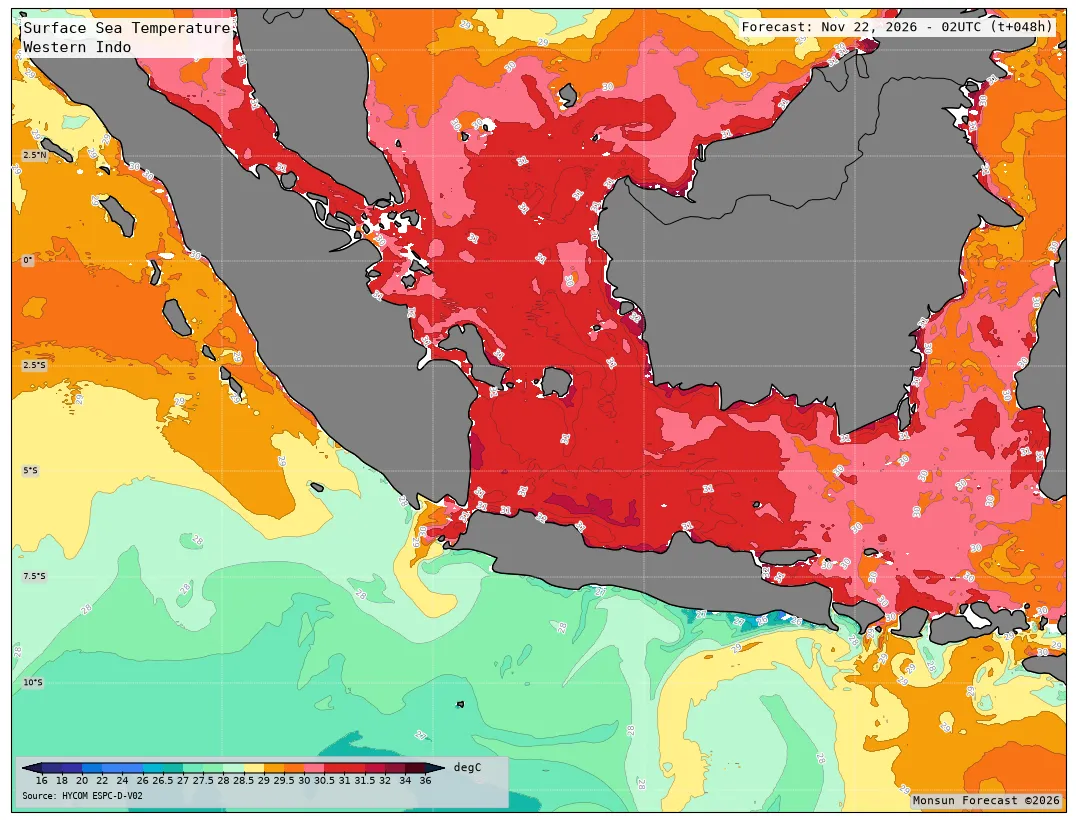 Surface Sea Temperature
Western Indo
Forecast: Nov 22, 2026 - 02UTC (t+048h)
2.5°N
0°
2.5°S
5°S
7.5°S
10°S
degC
16 18 20 22 24 26 26.5 27 27.5 28 28.5 29 29.5 30 30.5 31 31.5 32 34 36
Source: HYCOM ESPC-D-V02
Monsun Forecast ©2026